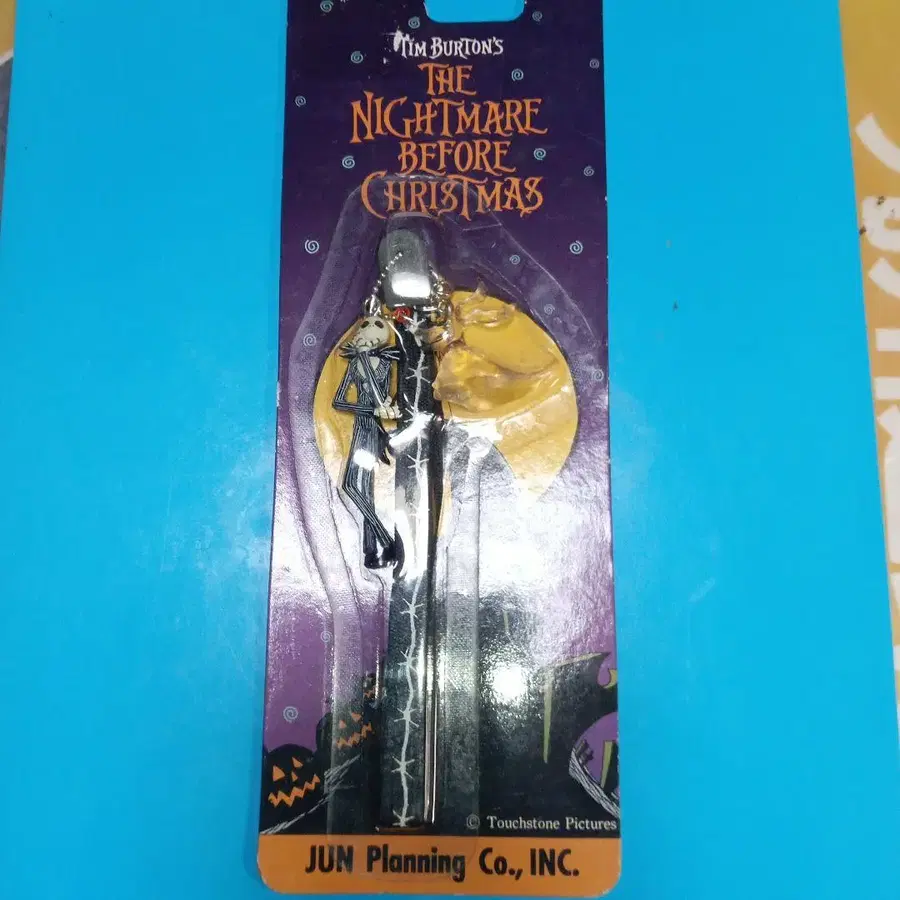 TIM BURTON'S
THE
NIGHTMARE
BEFORE
CHRISTMAS
© Touchstone Pictures
JUN Planning Co., INC.